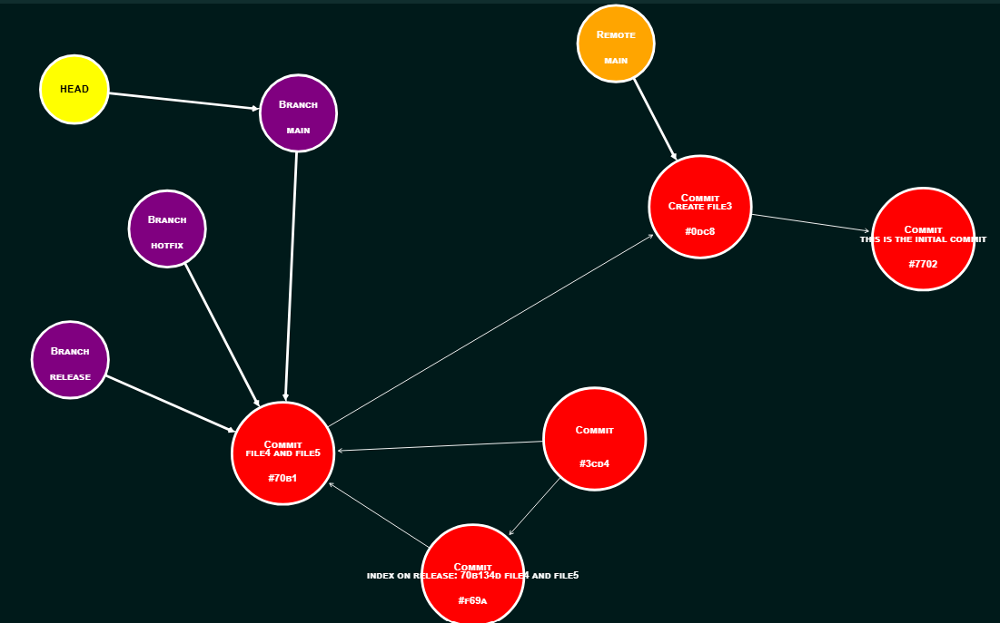 Remote
main
HEAD
Branch
main
Commit
Create file3
#0dc8
Branch
hotfix
Commit
this is the initial commit
#7702
Branch
release
Commit
file4 and file5
#70b1
Commit
#3cd4
Commit
index on release: 70b134d file4 and file5
#f69a